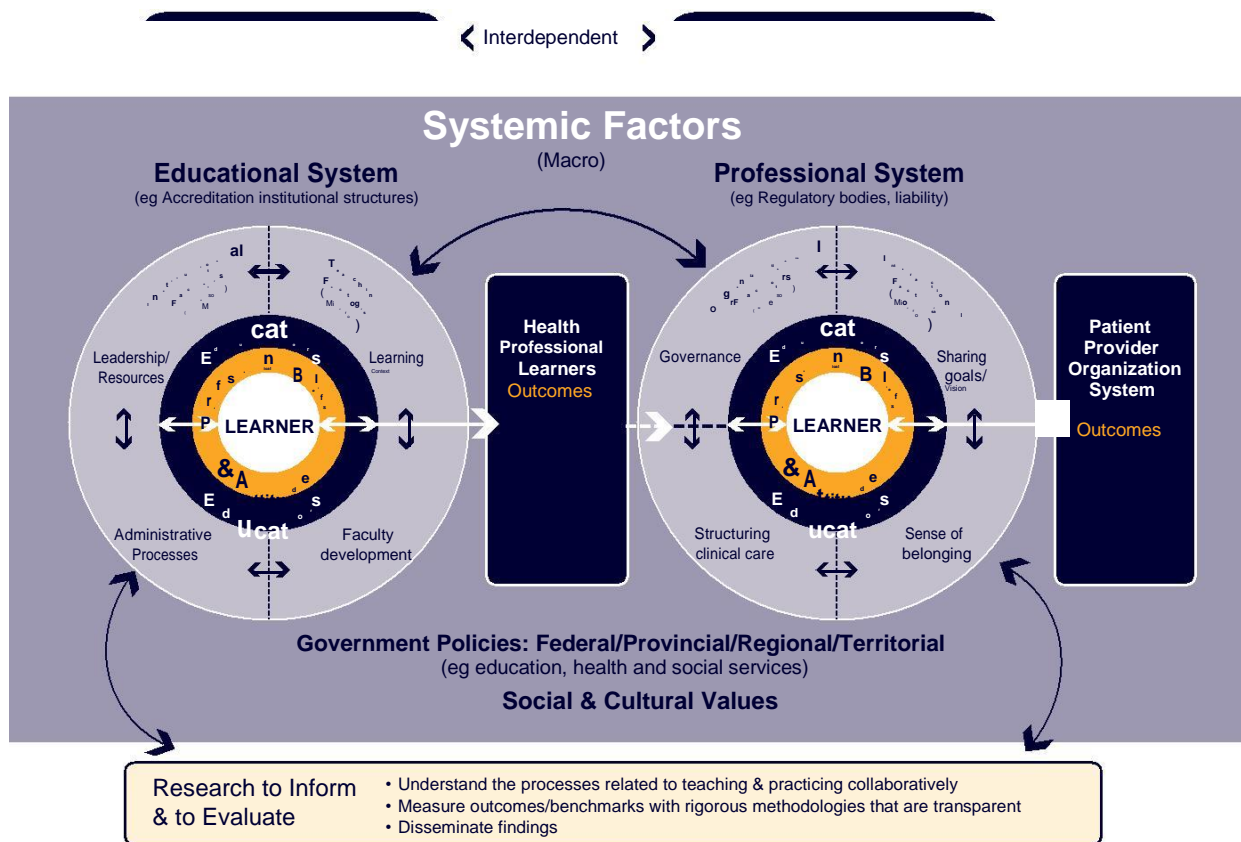 Interdependent
Systemic Factors
(Macro)
Educational System
(eg Accreditation institutional structures)
Professional System
(eg Regulatory bodies, liability)
Leadership/
Resources
Learning
Context
Administrative
Processes
Faculty
development
LEARNER
Health
Professional
Learners
Outcomes
Governance
Sharing
goals/
Vision
Structuring
clinical care
Sense of
belonging
LEARNER
Patient
Provider
Organization
System
Outcomes
Government Policies: Federal/Provincial/Regional/Territorial
(eg education, health and social services)
Social & Cultural Values
Research to Inform
& to Evaluate
• Understand the processes related to teaching & practicing collaboratively
• Measure outcomes/benchmarks with rigorous methodologies that are transparent
• Disseminate findings